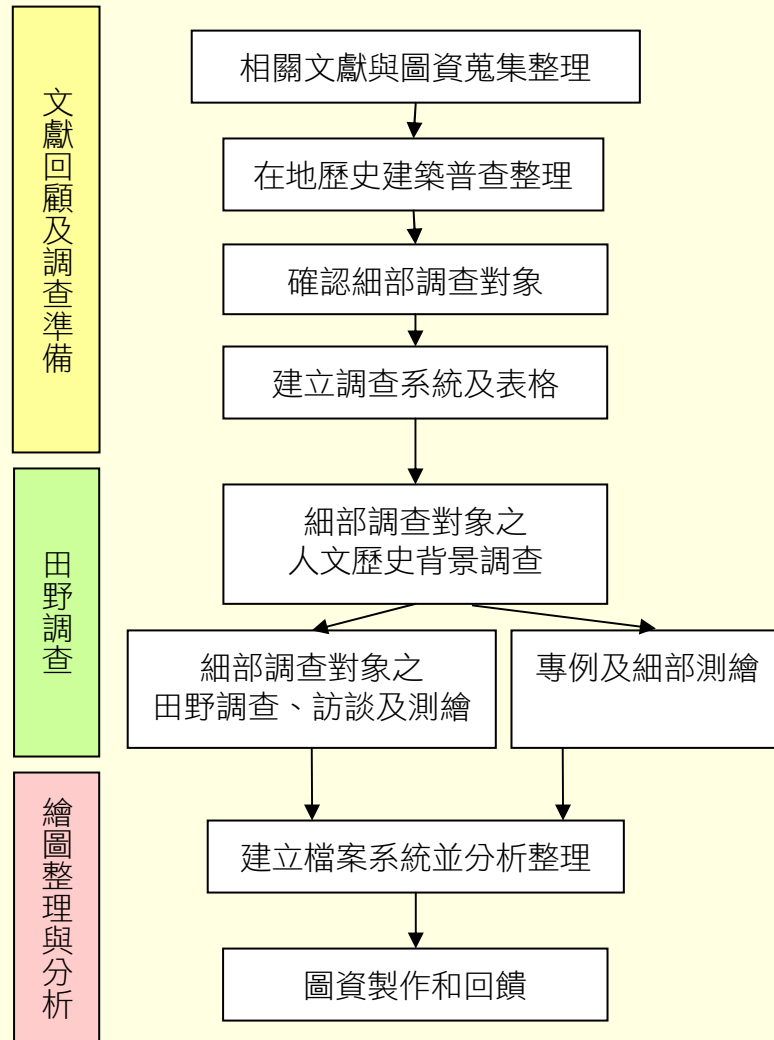 文獻回顧及調查準備
相關文獻與圖資蒐集整理
在地歷史建築普查整理
確認細部調查對象
建立調查系統及表格
田野調查
細部調查對象之
人文歷史背景調查
細部調查對象之
田野調查、訪談及測繪
專例及細部測繪
繪圖整理與分析
建立檔案系統並分析整理
圖資製作和回饋